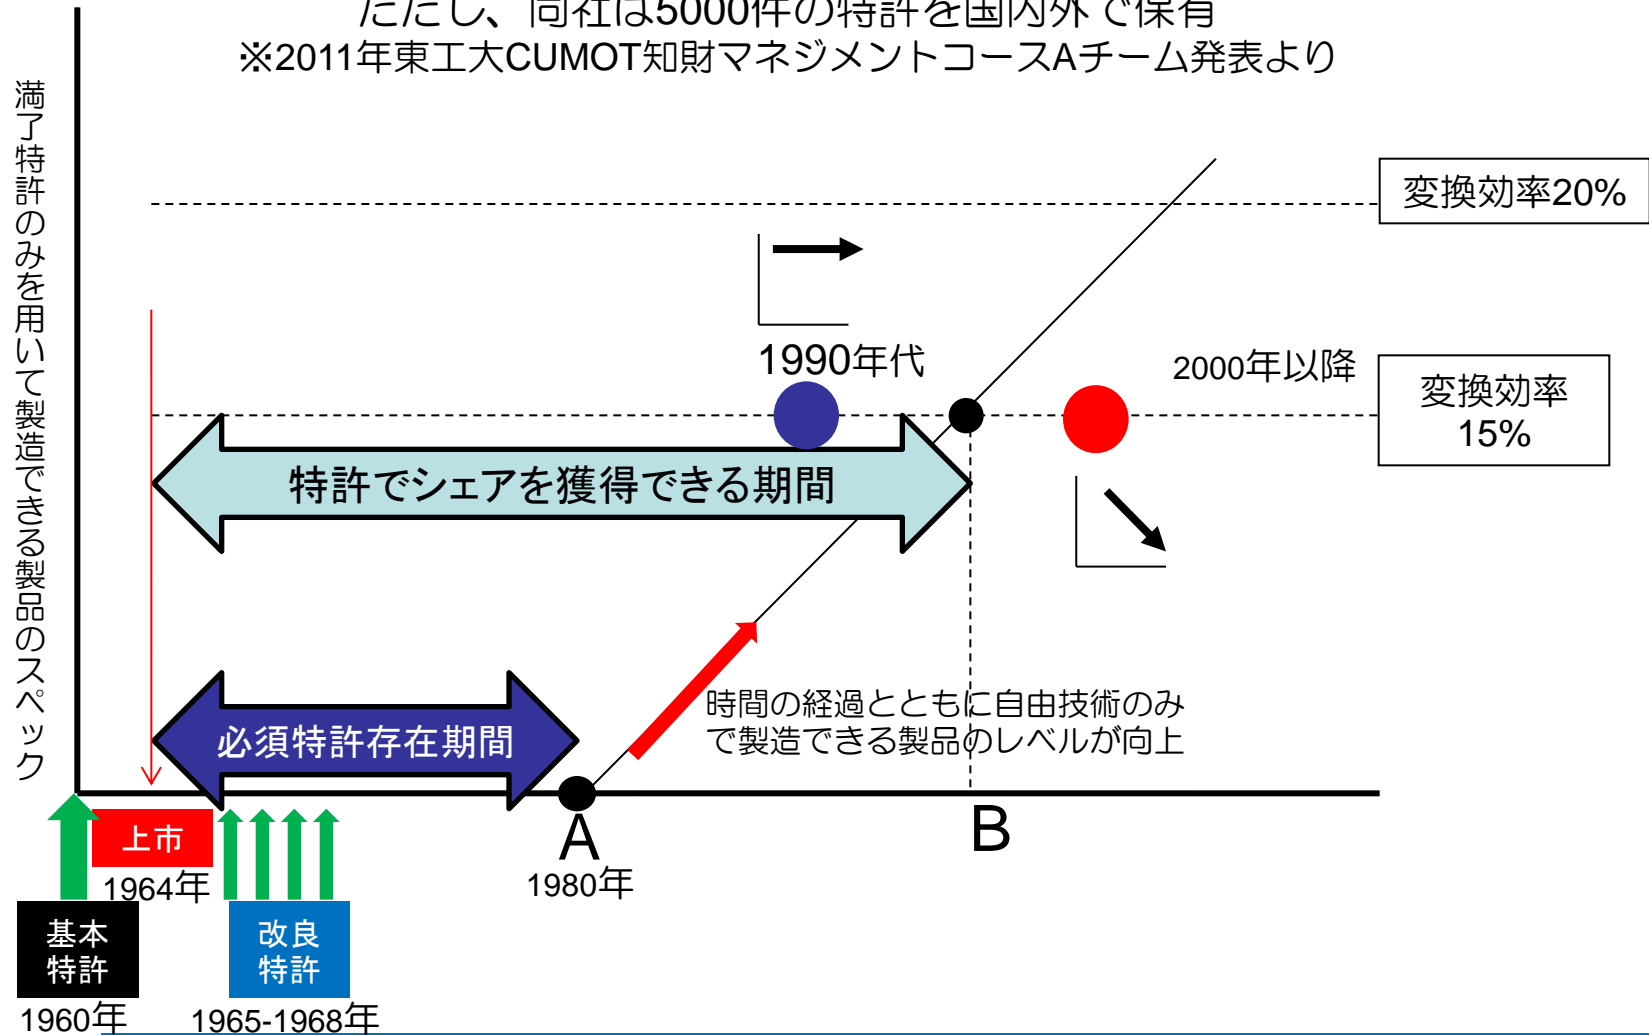 ただし、同社は5000件の特許を国内外で保有
※2011年東工大CUMOT知財マネジメントコースAチーム発表より
満了特許のみを用いて製造できる製品のスペック
変換効率20%
1990年代
2000年以降
変換効率
15%
特許でシェアを獲得できる期間
時間の経過とともに自由技術のみ
で製造できる製品のレベルが向上
必須特許存在期間
上市
1964年
A
1980年
B
基本
特許
1960年
改良
特許
1965-1968年